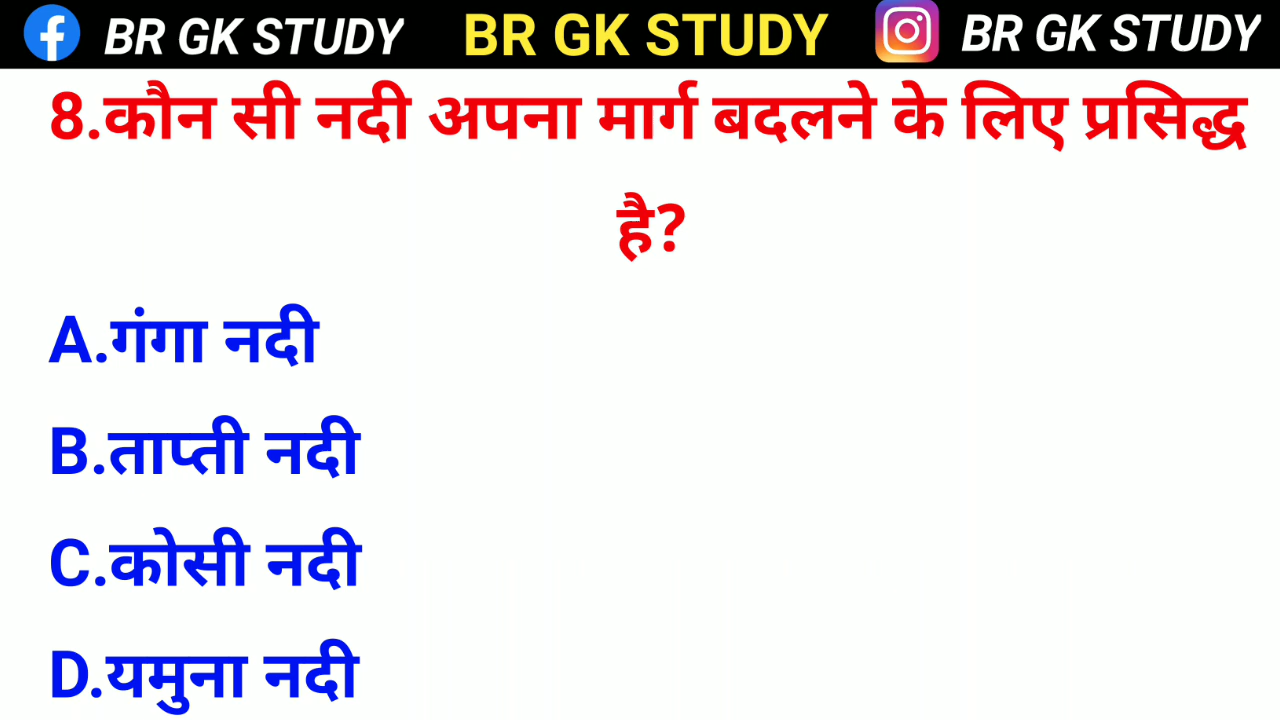 BR GK STUDY BR GK STUDY BR GK STUDY
8.कौन सी नदी अपना मार्ग बदलने के लिए प्रसिद्ध
है?
A.गंगा नदी
B.ताप्ती नदी
C.कोसी नदी
D.यमुना नदी